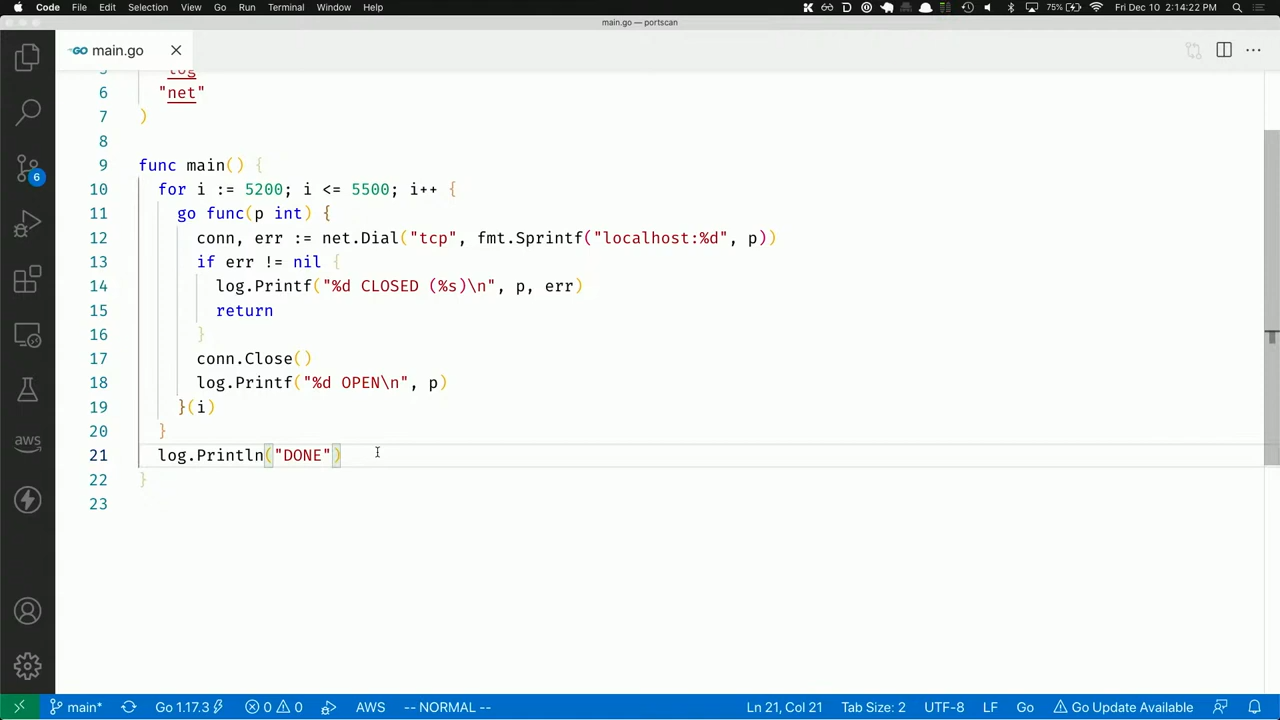 Code File Edit Selection View Go Run Terminal Window Help 75% Fri Dec 10 2:14:22 PM
main.go — portscan
GO main.go
5 "log
6 "net"
7 )
8
9 func main() {
10 for i := 5200; i <= 5500; i++ {
11 go func(p int) {
12 conn, err := net.Dial("tcp", fmt.Sprintf("localhost:%d", p))
13 if err != nil {
14 log.Printf("%d CLOSED (%s)\n", p, err)
15 return
16 }
17 conn.Close()
18 log.Printf("%d OPEN\n", p)
19 }(i)
20 }
21 log.Println("DONE")
22 }
23
6
aws
main* Go 1.17.3 0 0 AWS -- NORMAL -- Ln 21, Col 21 Tab Size: 2 UTF-8 LF Go Go Update Available